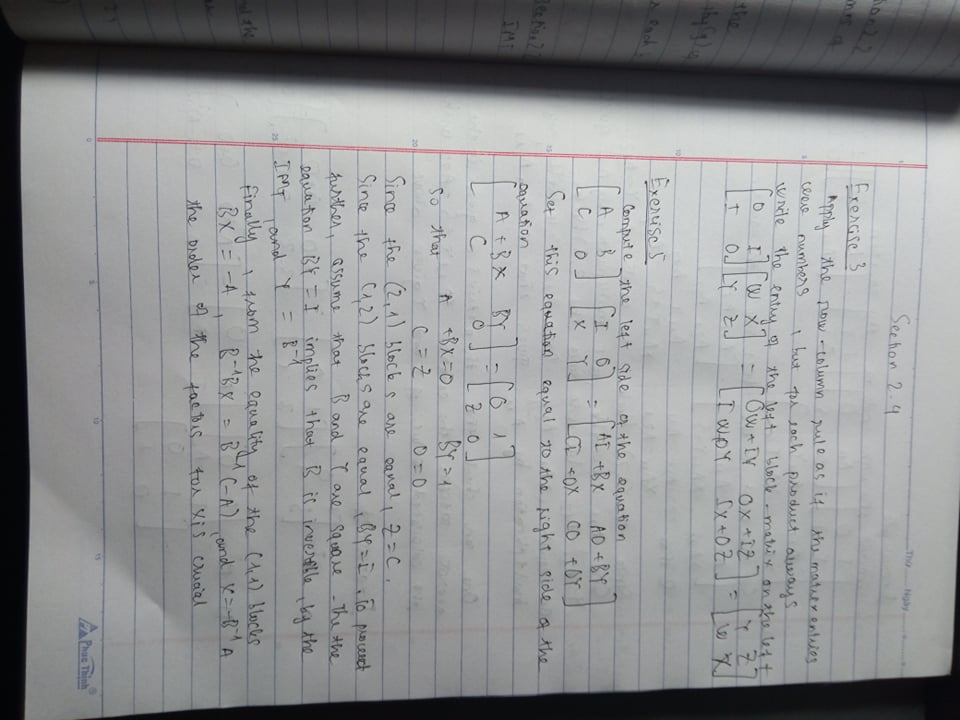 Thứ Ngày
Section 2.4
Exercise 3
Apply the row-column rule as if the matrix entries
were numbers, but for each product always
write the entry of the left block-matrix on the left
[0 I] [W X] = [0W + IY 0X + IZ] = [Y Z]
[I 0] [Y Z] = [IW + 0Y IX + 0Z] = [W X]
Exercise 5
Compute the left side of the equation
[A B] [I 0] = [AI + BX A0 + BY]
[C 0] [X Y] = [CI + 0X C0 + 0Y]
Set this equation equal to the right side of the
equation
[A + BX BY] = [0 I]
[C 0] = [Z 0]
So that A + BX = 0 BY = I
C = Z 0 = 0
Since the (2,1) blocks are equal, Z = C.
Since the (1,2) blocks are equal, BY = I. To proceed
further, assume that B and Y are square. The the
equation BY = I implies that B is invertible, by the
IMT, and Y = B-1
Finally, from the equality of the (1,1) blocks
BX = -A, B-1BX = B-1(-A), and X = -B-1A
the order of the factors for X is crucial
Phuc Thinh®